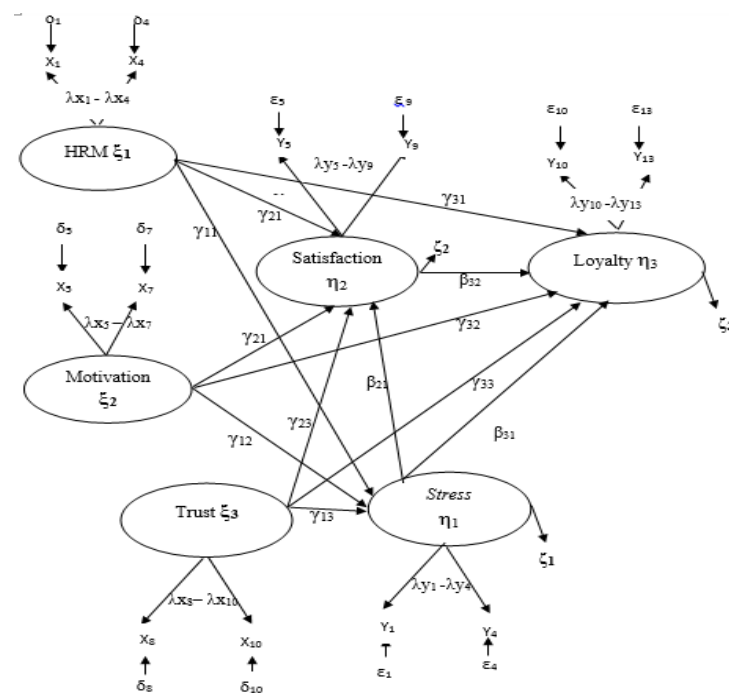 δ1 δ4
X1 X4
λx1 - λx4
HRM ξ1
ε5 ε9
Y5 Y9
λy5 -λy9
ε10 ε13
Y10 Y13
λy10 -λy13
γ31
γ21
γ11
δ5 δ7
X5 X7
λx5 – λx7
Satisfaction
η2
ζ2
β32
Loyalty η3
γ32
γ21
Motivation
ξ2
β21
γ33
γ23
γ12
β31
Trust ξ3
γ13
Stress
η1
ζ1
λx8– λx10
λy1 -λy4
X8 X10
Y1 Y4
δ8 δ10
ε1 ε4